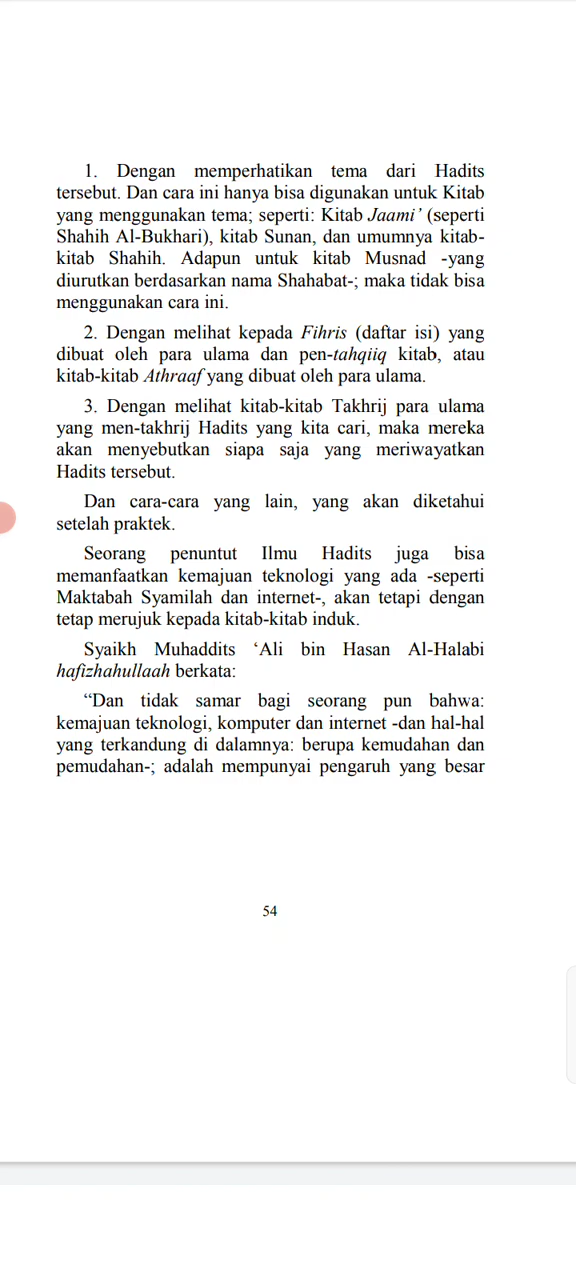 1. Dengan memperhatikan tema dari Hadits
tersebut. Dan cara ini hanya bisa digunakan untuk Kitab
yang menggunakan tema; seperti: Kitab Jaami’ (seperti
Shahih Al-Bukhari), kitab Sunan, dan umumnya kitab-
kitab Shahih. Adapun untuk kitab Musnad -yang
diurutkan berdasarkan nama Shahabat-; maka tidak bisa
menggunakan cara ini.
2. Dengan melihat kepada Fihris (daftar isi) yang
dibuat oleh para ulama dan pen-tahqiiq kitab, atau
kitab-kitab Athraaf yang dibuat oleh para ulama.
3. Dengan melihat kitab-kitab Takhrij para ulama
yang men-takhrij Hadits yang kita cari, maka mereka
akan menyebutkan siapa saja yang meriwayatkan
Hadits tersebut.
Dan cara-cara yang lain, yang akan diketahui
setelah praktek.
Seorang penuntut Ilmu Hadits juga bisa
memanfaatkan kemajuan teknologi yang ada -seperti
Maktabah Syamilah dan internet-, akan tetapi dengan
tetap merujuk kepada kitab-kitab induk.
Syaikh Muhaddits ‘Ali bin Hasan Al-Halabi
hafizhahullaah berkata:
“Dan tidak samar bagi seorang pun bahwa:
kemajuan teknologi, komputer dan internet -dan hal-hal
yang terkandung di dalamnya: berupa kemudahan dan
pemudahan-; adalah mempunyai pengaruh yang besar
54